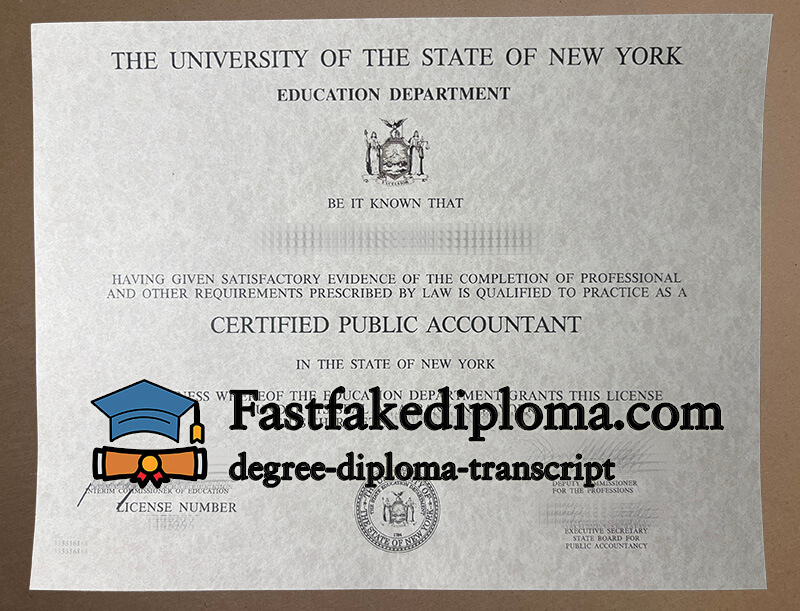 THE UNIVERSITY OF THE STATE OF NEW YORK
EDUCATION DEPARTMENT
EXCELSIOR
BE IT KNOWN THAT
HAVING GIVEN SATISFACTORY EVIDENCE OF THE COMPLETION OF PROFESSIONAL
AND OTHER REQUIREMENTS PRESCRIBED BY LAW IS QUALIFIED TO PRACTICE AS A
CERTIFIED PUBLIC ACCOUNTANT
IN THE STATE OF NEW YORK
WHEREOF THE EDUCATION DEPARTMENT GRANTS THIS LICENSE
Fastfakediploma.com
degree-diploma-transcript
INTERIM COMMISSIONER OF EDUCATION
LICENSE NUMBER
THE STATE OF NEW YORK
DEPUTY COMMISSIONER
FOR THE PROFESSIONS
EXECUTIVE SECRETARY
STATE BOARD FOR
PUBLIC ACCOUNTANCY